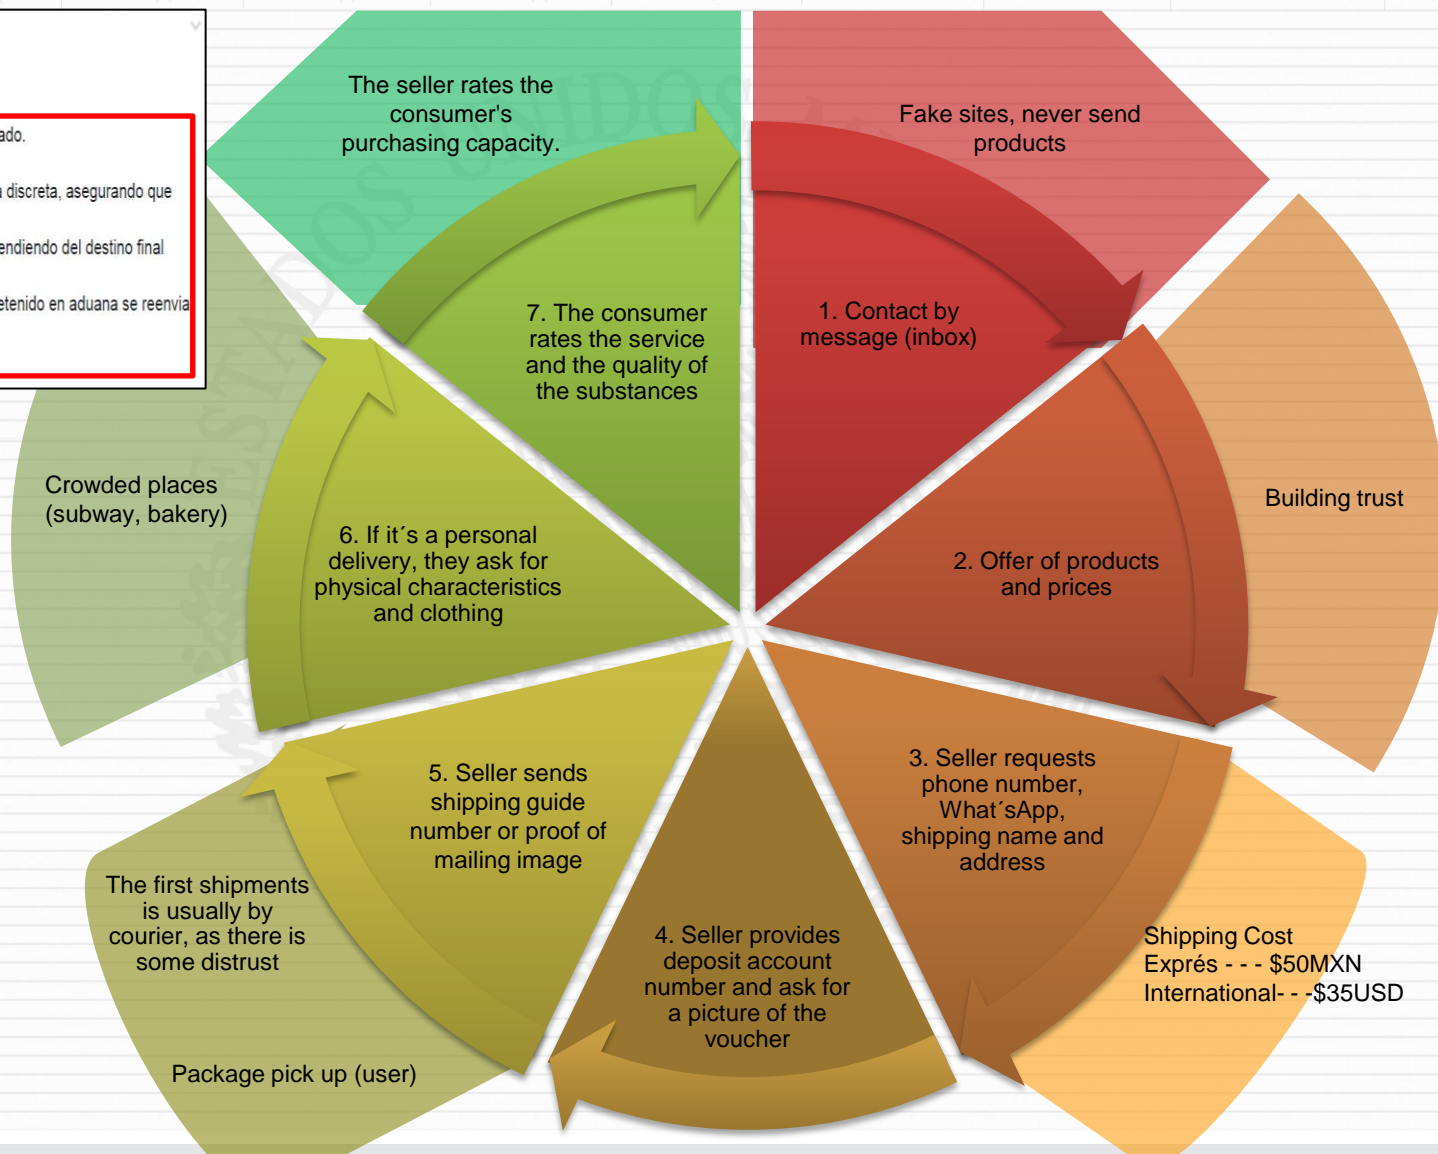 ado.
a discreta, asegurando que
endiendo del destino final
etenido en aduana se reenvia
The seller rates the
consumer's
purchasing capacity.
Fake sites, never send
products
7. The consumer
rates the service
and the quality of
the substances
1. Contact by
message (inbox)
Crowded places
(subway, bakery)
Building trust
6. If it´s a personal
delivery, they ask for
physical characteristics
and clothing
2. Offer of products
and prices
5. Seller sends
shipping guide
number or proof of
mailing image
3. Seller requests
phone number,
What´sApp,
shipping name and
address
The first shipments
is usually by
courier, as there is
some distrust
4. Seller provides
deposit account
number and ask for
a picture of the
voucher
Shipping Cost
Exprés - - - $50MXN
International- - -$35USD
Package pick up (user)
ESTADOS UNIDOS